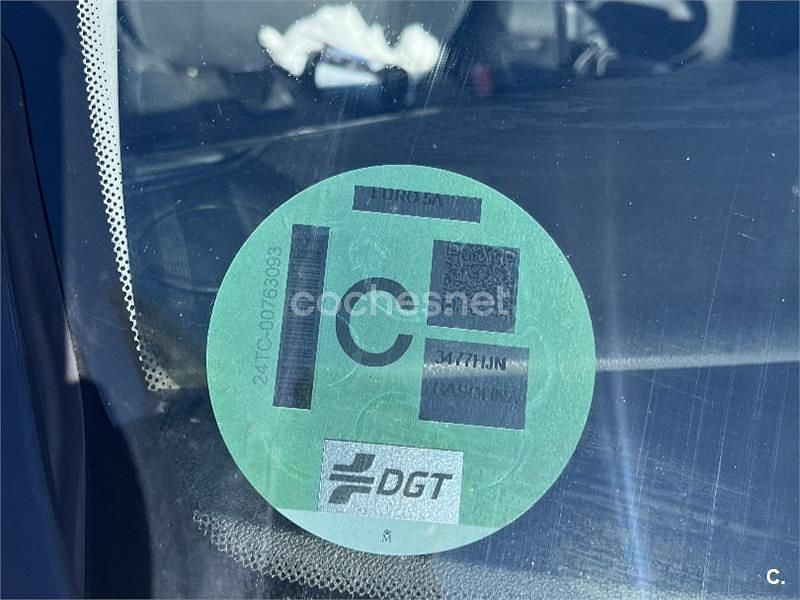 EURO 5A
24TC-00763093
C
coches.net
3477HJN
GASOLINA
DGT
M
C.